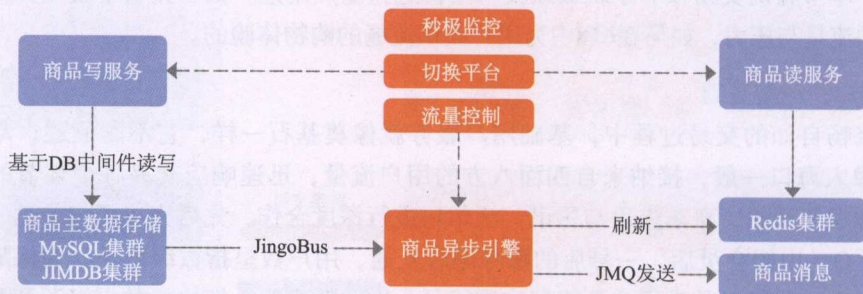 秒极监控
商品写服务
切换平台
商品读服务
流量控制
基于DB中间件读写
商品主数据存储
MySQL集群
JIMDB集群
JingoBus
商品异步引擎
刷新
Redis集群
JMQ发送
商品消息